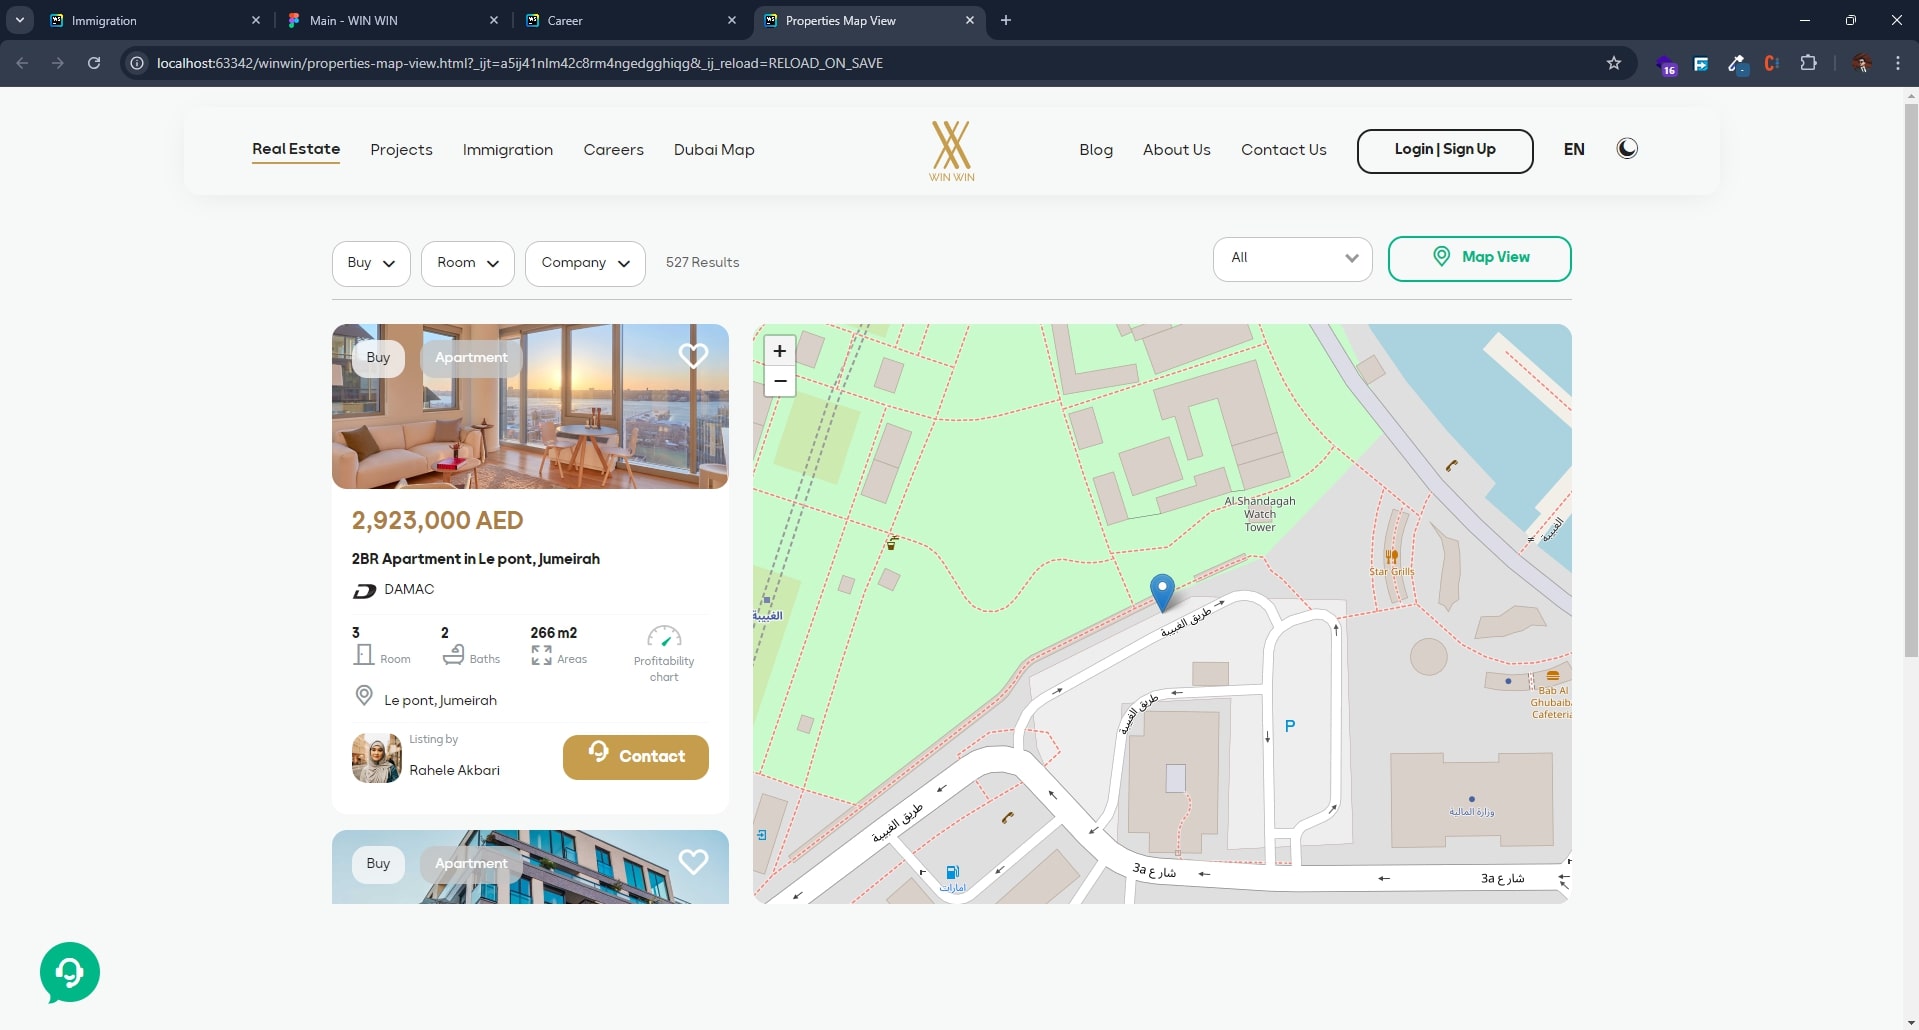 Immigration
Main - WIN WIN
Career
Properties Map View
localhost:63342/winwin/properties-map-view.html?_ijt=a5ij41nlm42c8rm4ngedgghiqg&_ij_reload=RELOAD_ON_SAVE
16
Real Estate
Projects
Immigration
Careers
Dubai Map
WIN WIN
Blog
About Us
Contact Us
Login | Sign Up
EN
Buy
Room
Company
527 Results
All
Map View
Buy
Apartment
2,923,000 AED
2BR Apartment in Le pont, Jumeirah
DAMAC
3
Room
2
Baths
266 m2
Areas
Profitability
chart
Le pont, Jumeirah
Listing by
Rahele Akbari
Contact
Buy
Apartment
+
−
Al Shandagah
Watch
Tower
الغبيبة
Star Grills
الغبيبة
طريق الغبيبة
Bab Al
Ghubaiba
Cafeteria
طريق الغبيبة
P
وزارة المالية
طريق الغبيبة
امارات
شارع 3a
شارع 3a